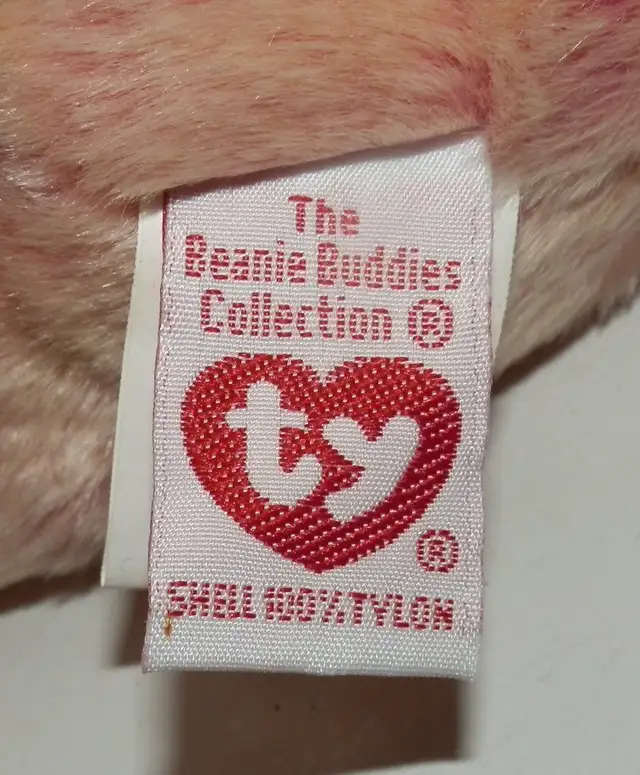 The
Beanie Buddies
Collection ®
ty
®
SHELL 100% TYLON